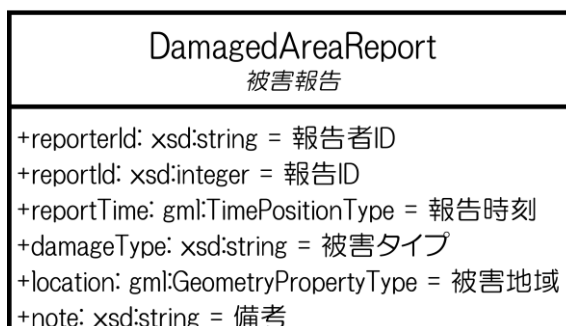 DamagedAreaReport
被害報告
+reporterId: xsd:string = 報告者ID
+reportId: xsd:integer = 報告ID
+reportTime: gml:TimePositionType = 報告時刻
+damageType: xsd:string = 被害タイプ
+location: gml:GeometryPropertyType = 被害地域
+note: xsd:string = 備考